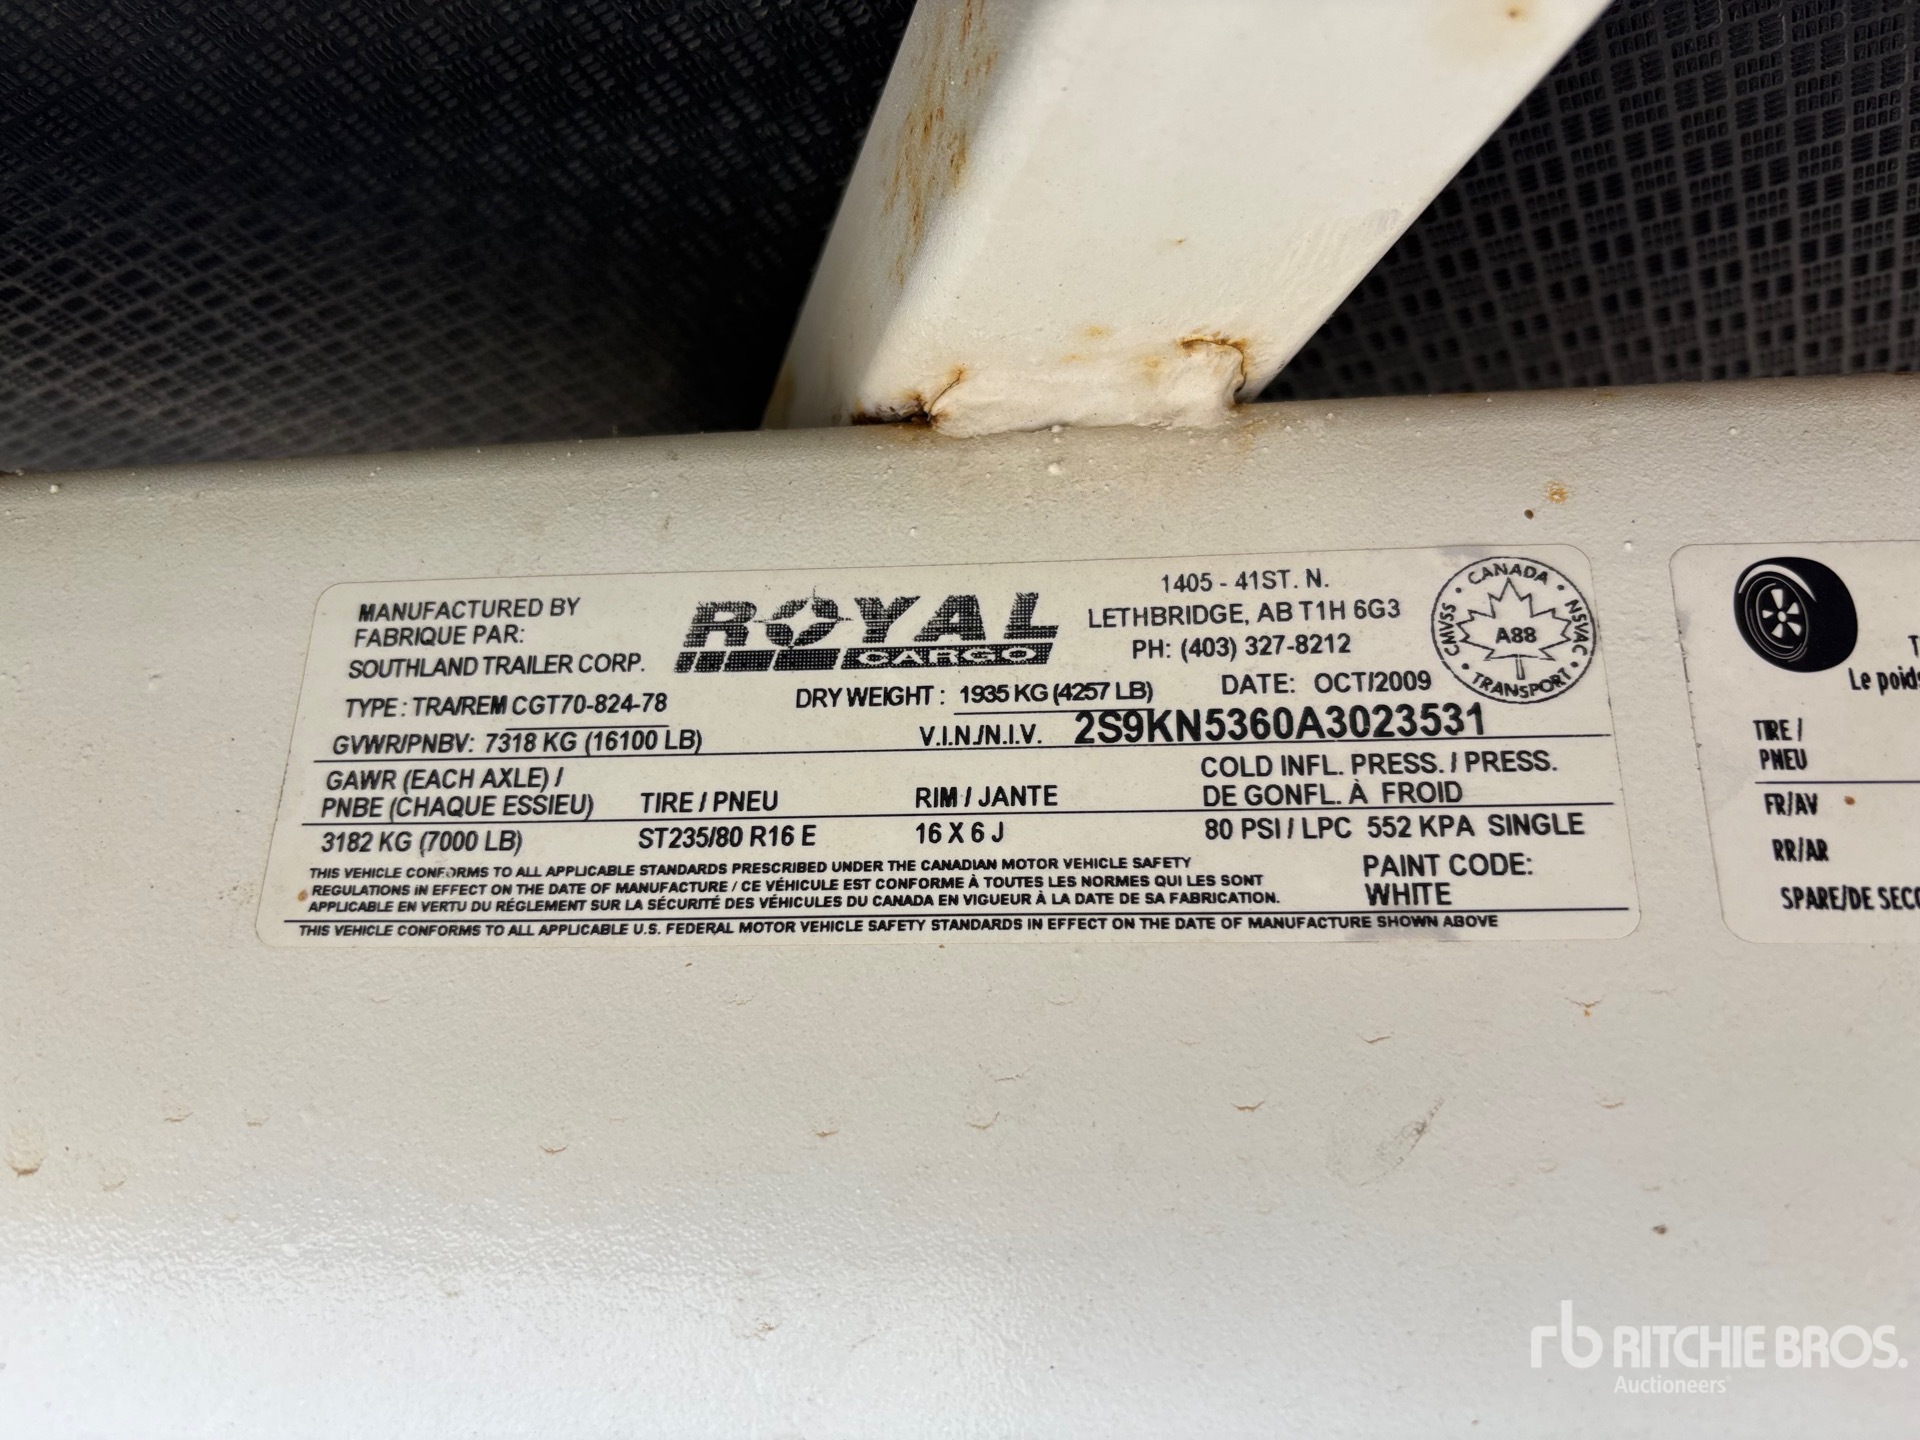 MANUFACTURED BY
FABRIQUE PAR:
SOUTHLAND TRAILER CORP.
ROYAL
CARGO
1405 - 41ST. N.
LETHBRIDGE, AB T1H 6G3
PH: (403) 327-8212
CANADA
CMVSS
NSVAC
A88
TRANSPORT
TYPE: TRA/REM CGT70-824-78
DRY WEIGHT: 1935 KG (4257 LB)
DATE: OCT/2009
GVWR/PNBV: 7318 KG (16100 LB)
V.I.N./N.I.V. 2S9KN5360A3023531
GAWR (EACH AXLE) /
PNBE (CHAQUE ESSIEU)
TIRE / PNEU
RIM / JANTE
COLD INFL. PRESS. / PRESS.
DE GONFL. À FROID
3182 KG (7000 LB)
ST235/80 R16 E
16 X 6 J
80 PSI / LPC 552 KPA SINGLE
THIS VEHICLE CONFORMS TO ALL APPLICABLE STANDARDS PRESCRIBED UNDER THE CANADIAN MOTOR VEHICLE SAFETY
REGULATIONS IN EFFECT ON THE DATE OF MANUFACTURE / CE VÉHICULE EST CONFORME À TOUTES LES NORMES QUI LES SONT
APPLICABLE EN VERTU DU RÉGLEMENT SUR LA SÉCURITÉ DES VÉHICULES DU CANADA EN VIGUEUR À LA DATE DE SA FABRICATION.
PAINT CODE:
WHITE
THIS VEHICLE CONFORMS TO ALL APPLICABLE U.S. FEDERAL MOTOR VEHICLE SAFETY STANDARDS IN EFFECT ON THE DATE OF MANUFACTURE SHOWN ABOVE
T
Le poids
TIRE /
PNEU
FR/AV
RR/AR
SPARE/DE SECO
rb RITCHIE BROS.
Auctioneers